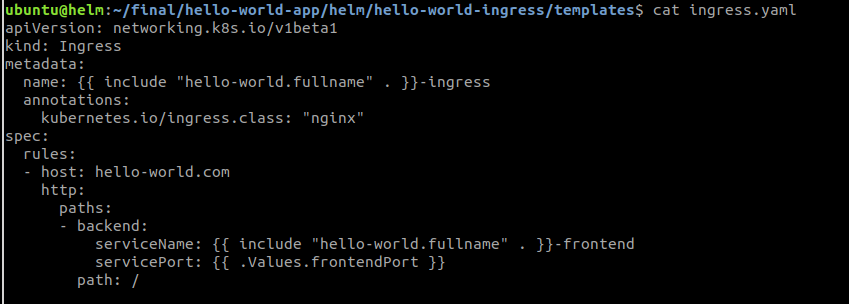 ubuntu@helm:~/final/hello-world-app/helm/hello-world-ingress/templates$ cat ingress.yaml
apiVersion: networking.k8s.io/v1beta1
kind: Ingress
metadata:
  name: {{ include "hello-world.fullname" . }}-ingress
  annotations:
    kubernetes.io/ingress.class: "nginx"
spec:
  rules:
  - host: hello-world.com
    http:
      paths:
      - backend:
          serviceName: {{ include "hello-world.fullname" . }}-frontend
          servicePort: {{ .Values.frontendPort }}
        path: /